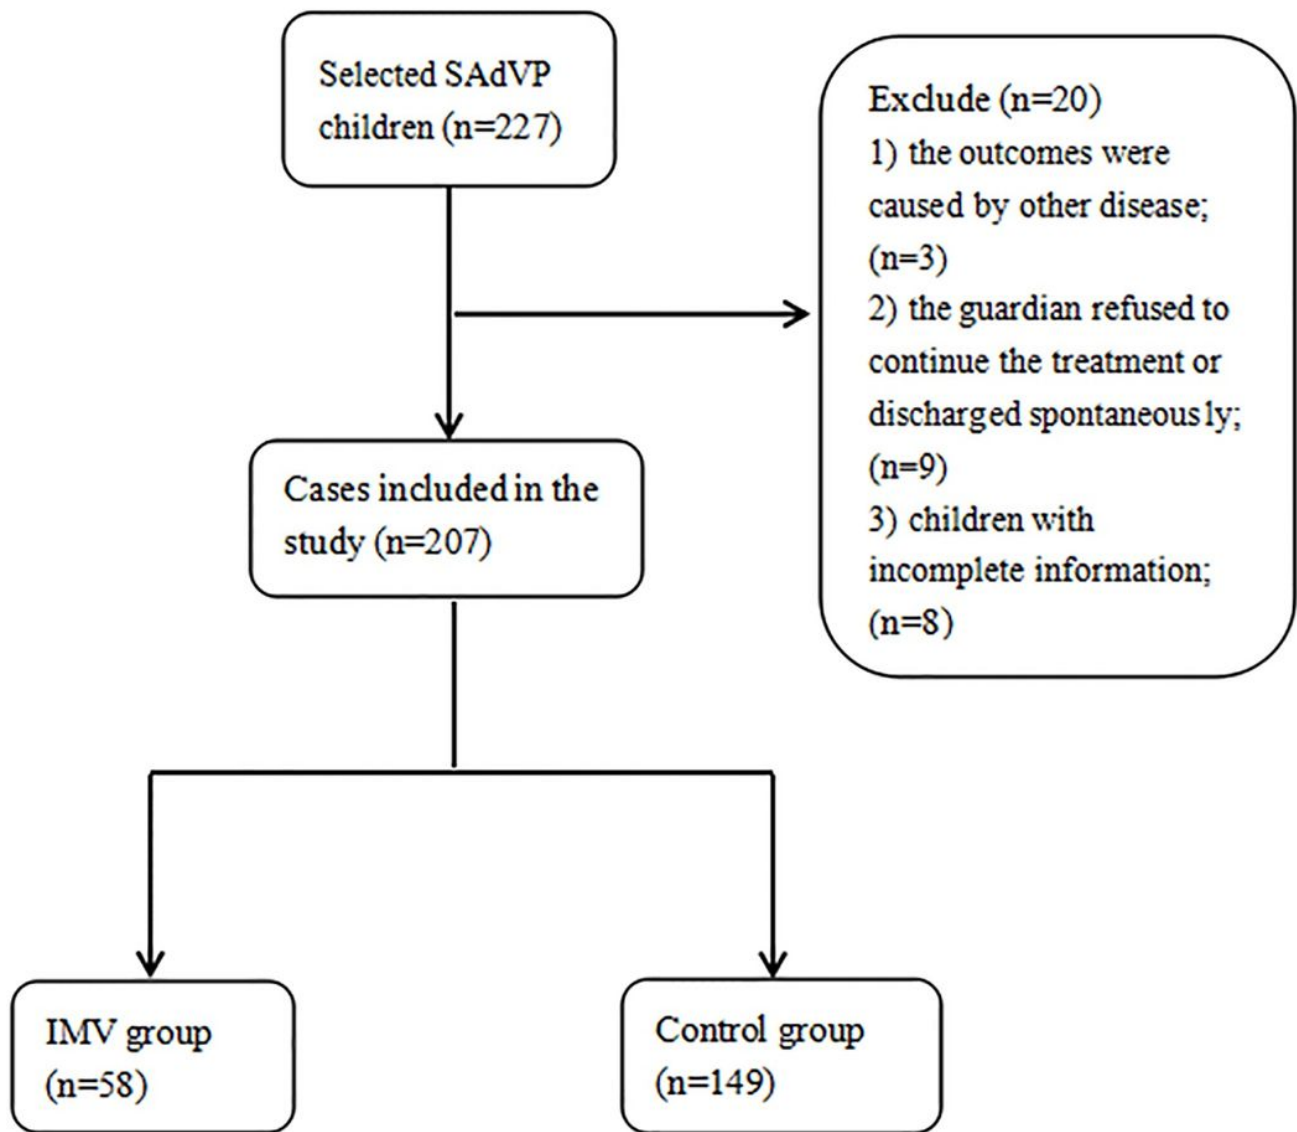 Selected SAdVP
children (n=227)
Exclude (n=20)
1) the outcomes were
caused by other disease;
(n=3)
2) the guardian refused to
continue the treatment or
discharged spontaneously;
(n=9)
3) children with
incomplete information;
(n=8)
Cases included in the
study (n=207)
IMV group
(n=58)
Control group
(n=149)